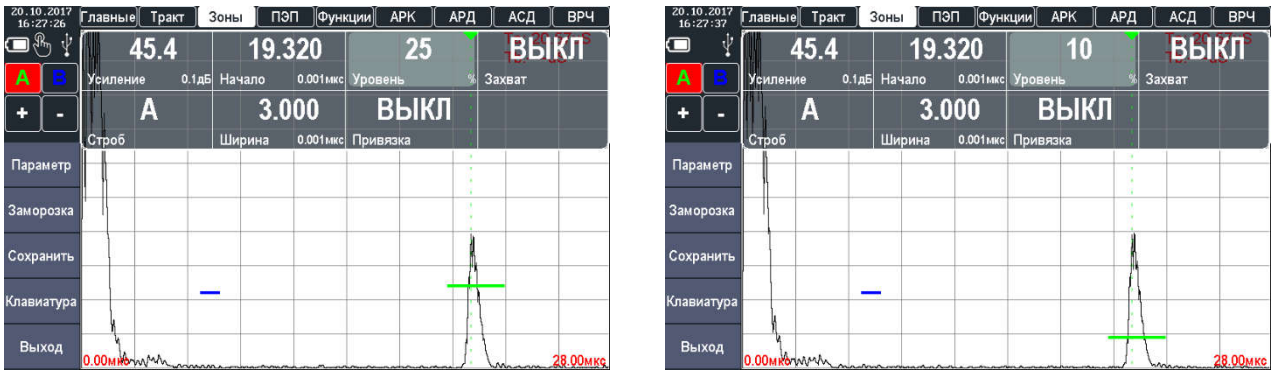 20.10.2017
16:27:26
Главные Тракт Зоны ПЭП Функции АРК АРД АСД ВРЧ
A B
+ -
45.4 19.320 25 ВЫКЛ
Усиление 0.1дБ Начало 0.001мкс Уровень % Захват
A 3.000 ВЫКЛ
Строб Ширина 0.001мкс Привязка
Параметр
Заморозка
Сохранить
Клавиатура
Выход
0.00мкс 28.00мкс
20.10.2017
16:27:37
Главные Тракт Зоны ПЭП Функции АРК АРД АСД ВРЧ
A B
+ -
45.4 19.320 10 ВЫКЛ
Усиление 0.1дБ Начало 0.001мкс Уровень % Захват
A 3.000 ВЫКЛ
Строб Ширина 0.001мкс Привязка
Параметр
Заморозка
Сохранить
Клавиатура
Выход
0.00мкс 28.00мкс